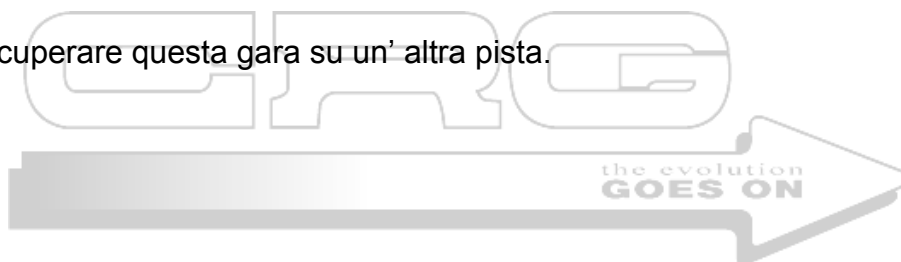 cuperare questa gara su un’ altra pista.
CRG
the evolution
GOES ON